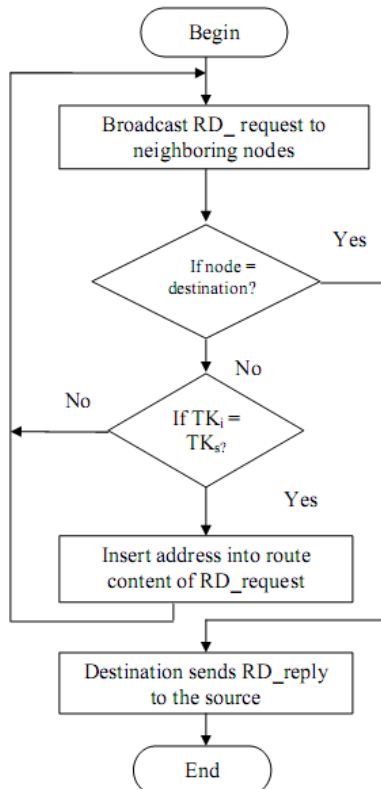 Begin
Broadcast RD_ request to
neighboring nodes
Yes
If node =
destination?
No
No
If TKi =
TKs?
Yes
Insert address into route
content of RD_request
Destination sends RD_reply
to the source
End